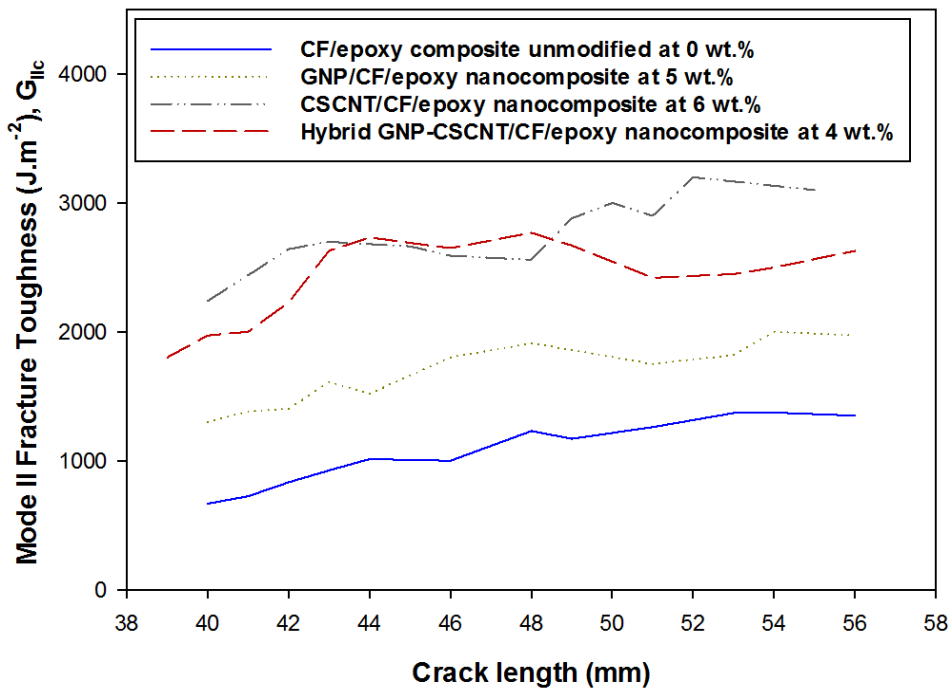 Mode II Fracture Toughness (J.m⁻²), G_IIc
4000
3000
2000
1000
0
CF/epoxy composite unmodified at 0 wt.%
GNP/CF/epoxy nanocomposite at 5 wt.%
CSCNT/CF/epoxy nanocomposite at 6 wt.%
Hybrid GNP-CSCNT/CF/epoxy nanocomposite at 4 wt.%
38 40 42 44 46 48 50 52 54 56 58
Crack length (mm)